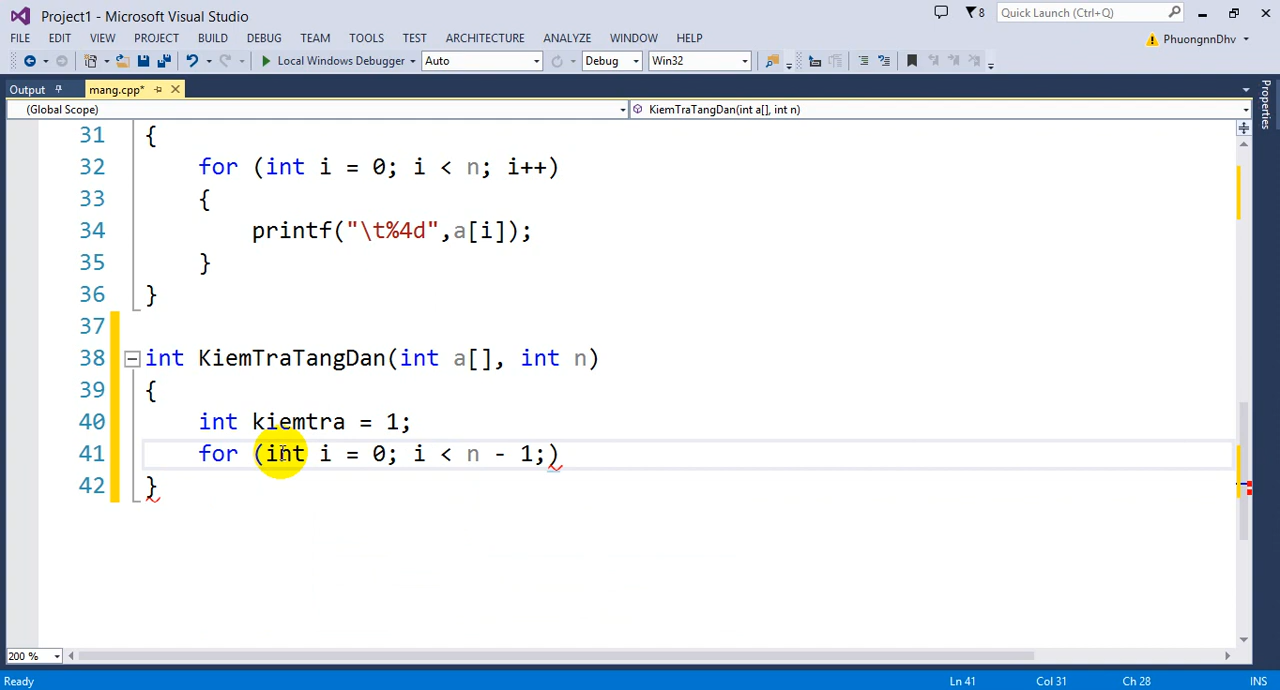 Project1 - Microsoft Visual Studio
8
Quick Launch (Ctrl+Q)
FILE EDIT VIEW PROJECT BUILD DEBUG TEAM TOOLS TEST ARCHITECTURE ANALYZE WINDOW HELP
PhuongnnDhv
Local Windows Debugger Auto Debug Win32
Output mang.cpp*
(Global Scope) KiemTraTangDan(int a[], int n)
Properties
31 {
32 for (int i = 0; i < n; i++)
33 {
34 printf("\t%4d",a[i]);
35 }
36 }
37
38 int KiemTraTangDan(int a[], int n)
39 {
40 int kiemtra = 1;
41 for (int i = 0; i < n - 1;)
42 }
200 %
Ready Ln 41 Col 31 Ch 28 INS